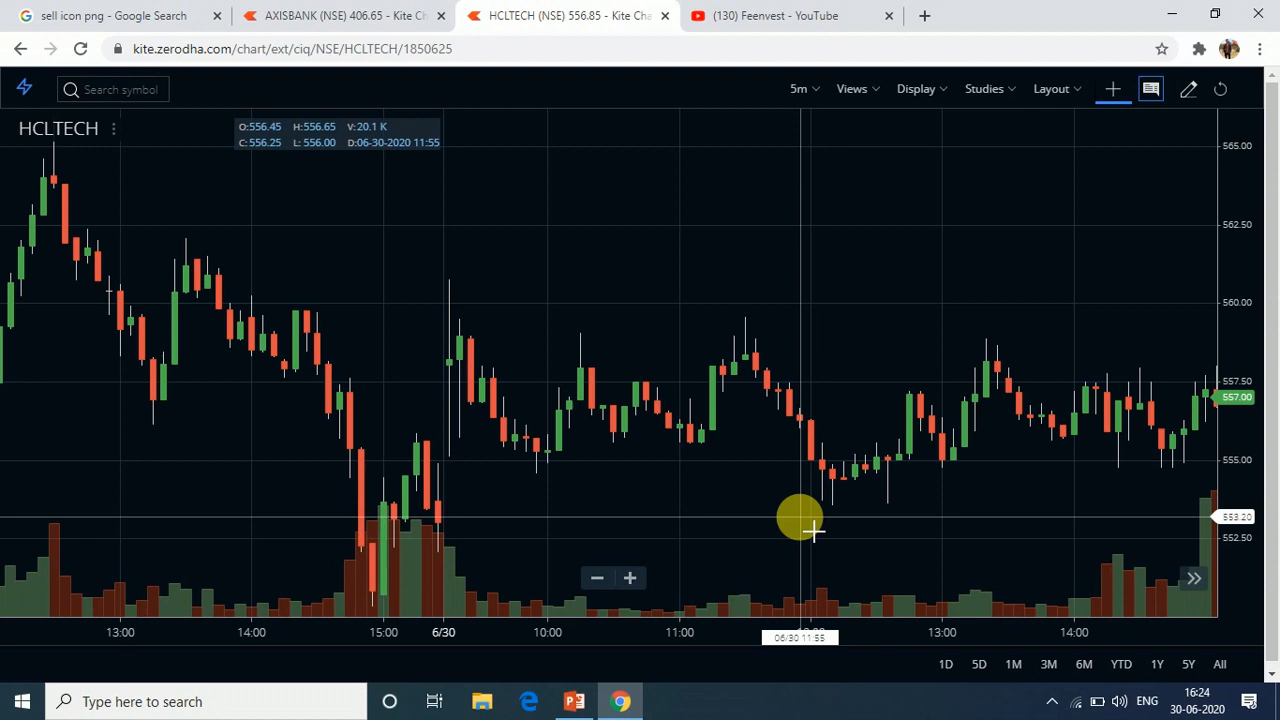 sell icon png - Google Search
AXISBANK (NSE) 406.65 - Kite Ch
HCLTECH (NSE) 556.85 - Kite Cha
(130) Feenvest - YouTube
kite.zerodha.com/chart/ext/ciq/NSE/HCLTECH/1850625
Search symbol
5m
Views
Display
Studies
Layout
HCLTECH
O:556.45 H:556.65 V:20.1 K
C:556.25 L: 556.00 D:06-30-2020 11:55
565.00
562.50
560.00
557.50
557.00
555.00
553.20
552.50
13:00
14:00
15:00
6/30
10:00
11:00
06/30 11:55
13:00
14:00
1D 5D 1M 3M 6M YTD 1Y 5Y All
Type here to search
ENG
16:24
30-06-2020